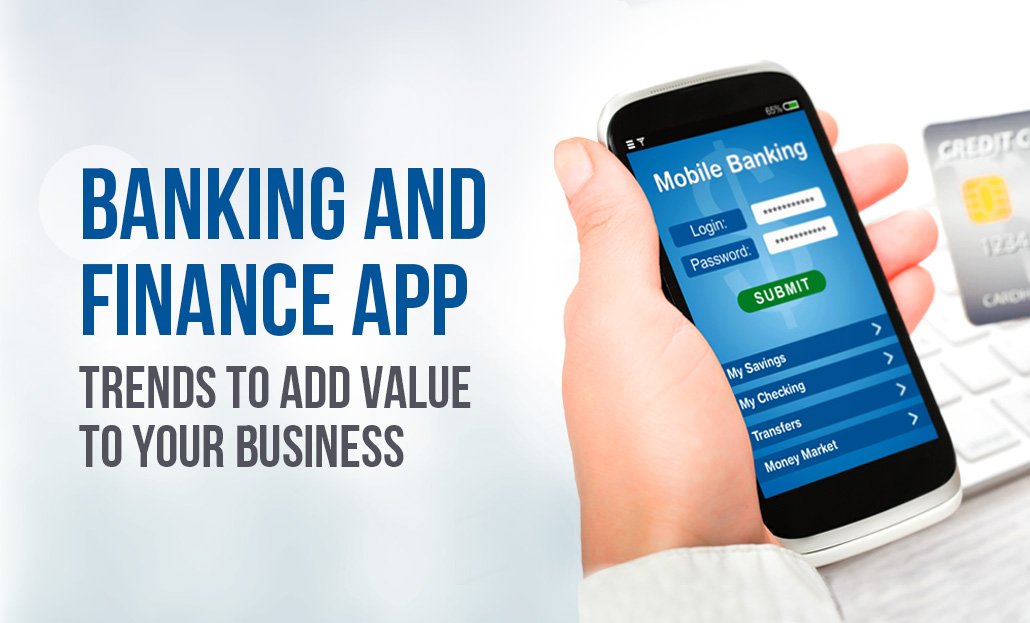 BANKING AND
FINANCE APP
TRENDS TO ADD VALUE
TO YOUR BUSINESS
65%
Mobile Banking
Login: ***********
Password: ***********
SUBMIT
My Savings
My Checking
Transfers
Money Market
CREDIT C
1234
CARDH